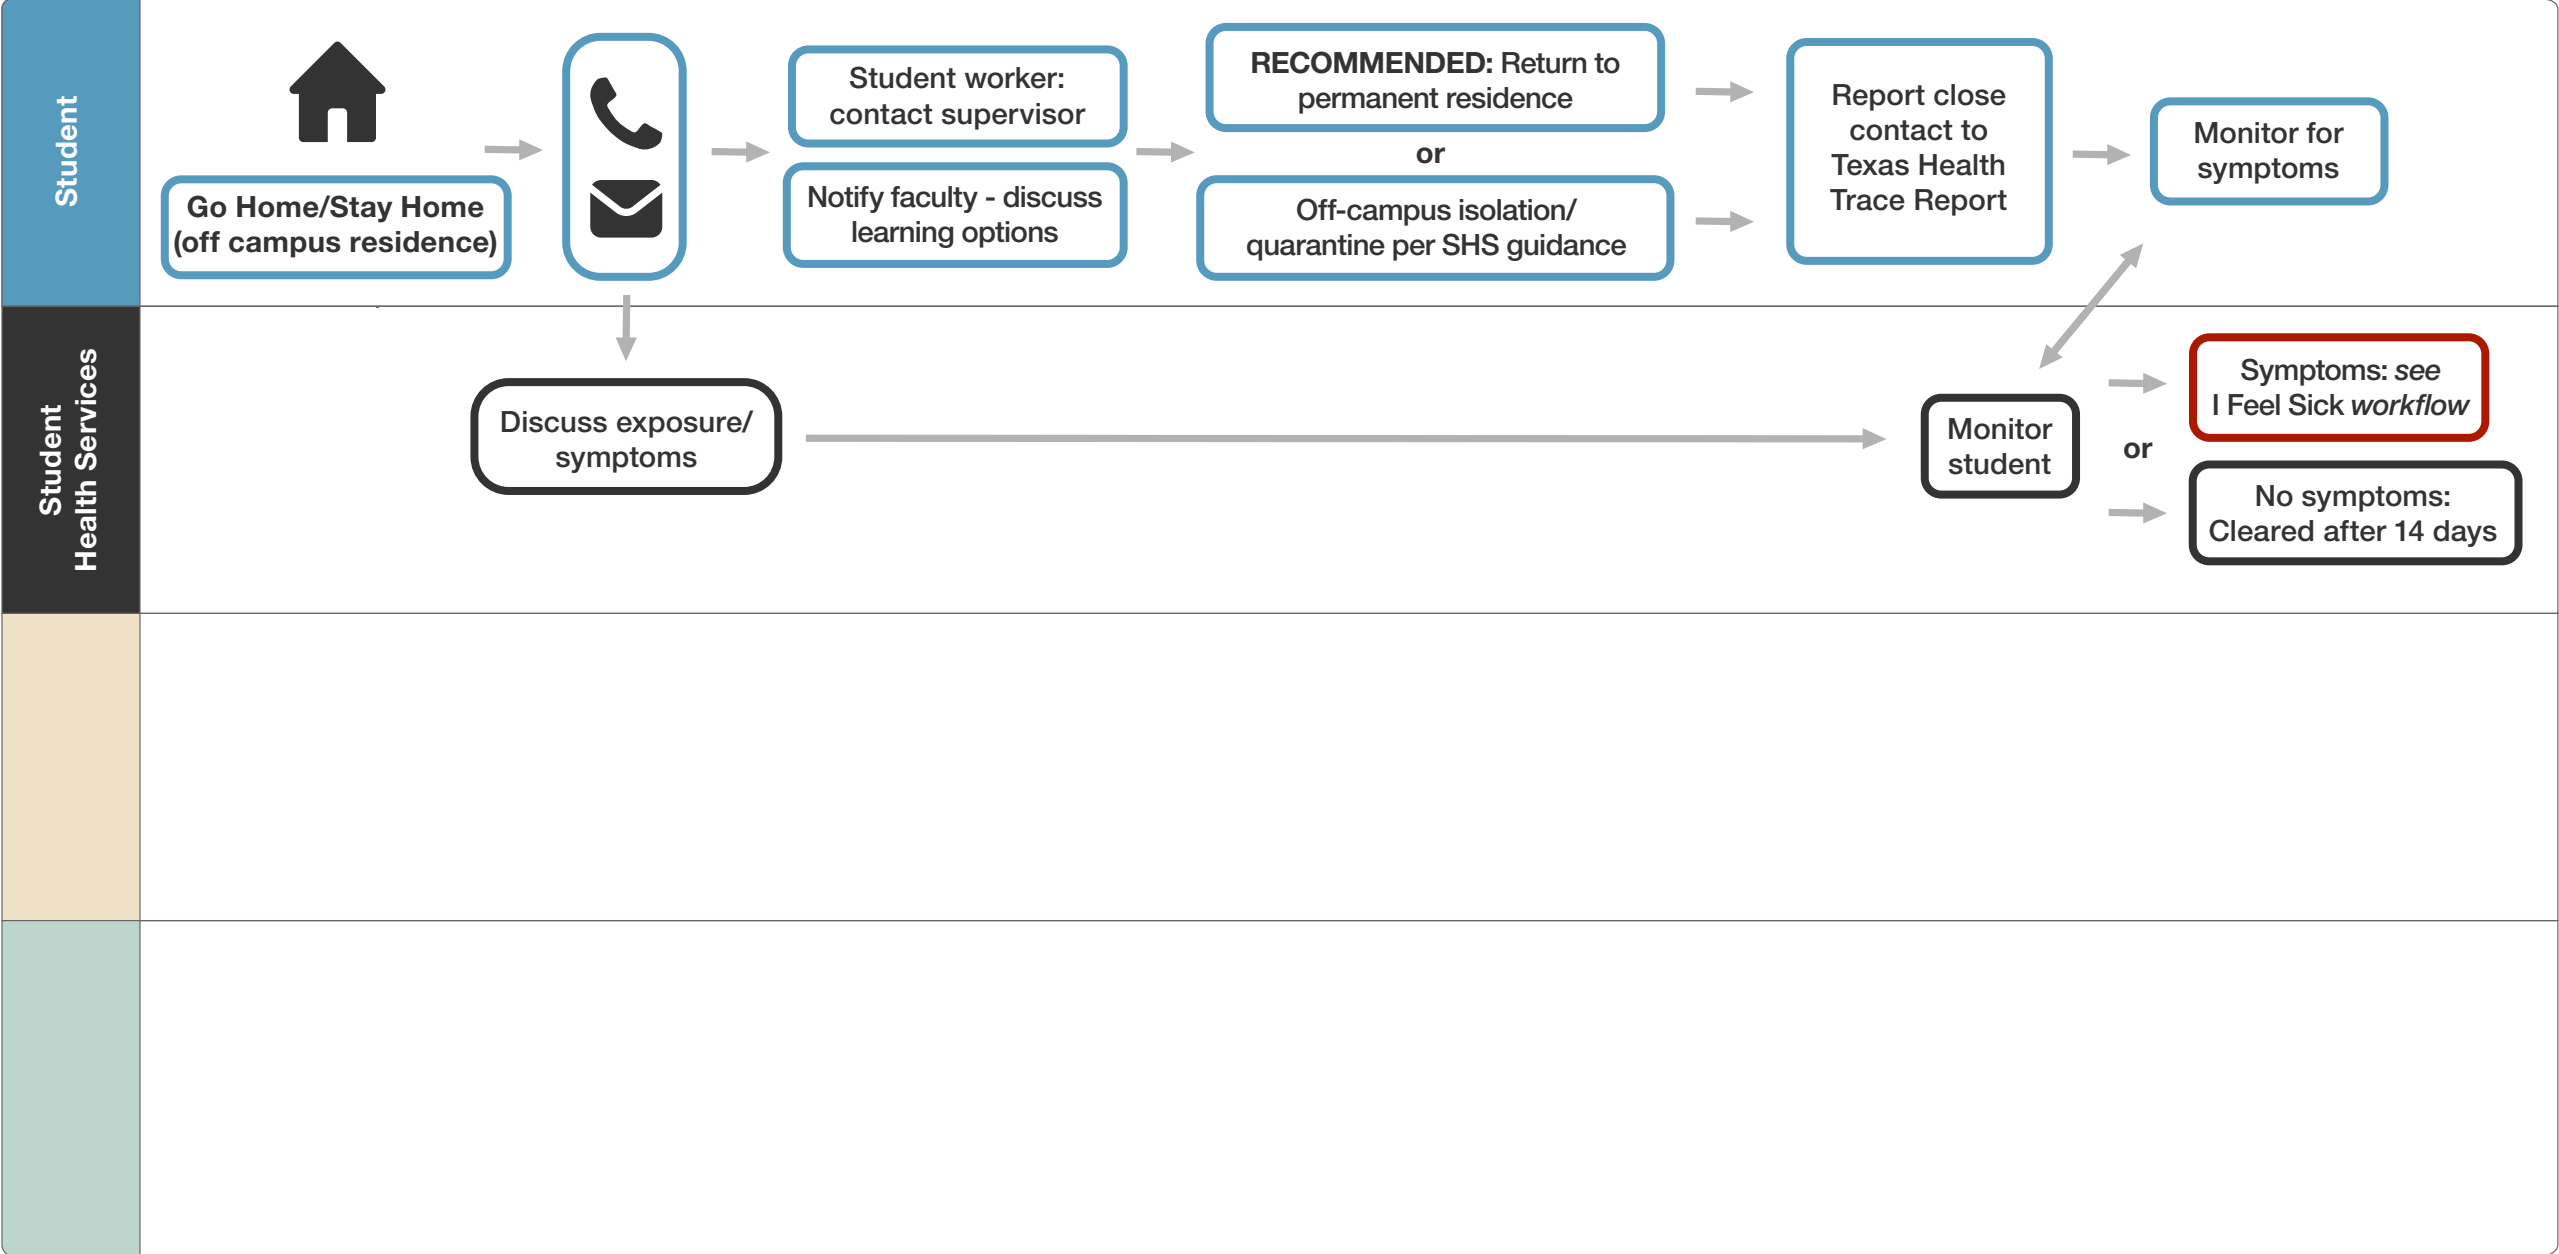 Student
Go Home/Stay Home
(off campus residence)
Student worker:
contact supervisor
Notify faculty - discuss
learning options
RECOMMENDED: Return to
permanent residence
or
Off-campus isolation/
quarantine per SHS guidance
Report close
contact to
Texas Health
Trace Report
Monitor for
symptoms
Student
Health Services
Discuss exposure/
symptoms
Monitor
student
Symptoms: see
I Feel Sick workflow
or
No symptoms:
Cleared after 14 days